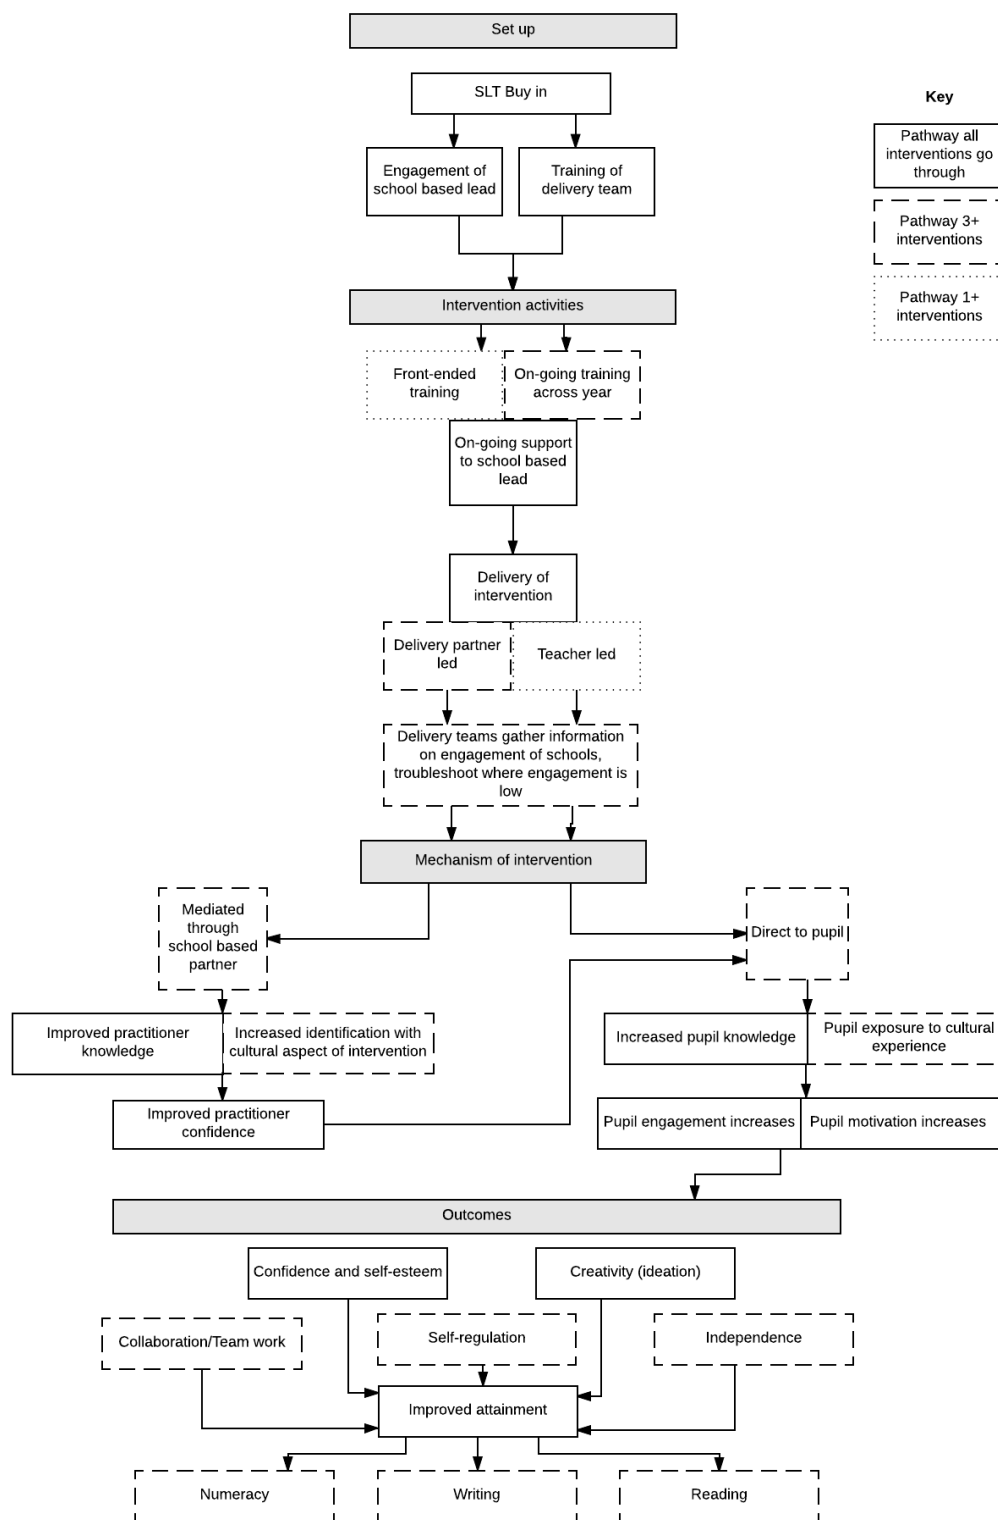 Set up
SLT Buy in
Key
Pathway all
interventions go
through
Engagement of
school based lead
Training of
delivery team
Pathway 3+
interventions
Pathway 1+
interventions
Intervention activities
Front-ended
training
On-going training
across year
On-going support
to school based
lead
Delivery of
intervention
Delivery partner
led
Teacher led
Delivery teams gather information
on engagement of schools,
troubleshoot where engagement is
low
Mechanism of intervention
Mediated
through
school based
partner
Direct to pupil
Improved practitioner
knowledge
Increased identification with
cultural aspect of intervention
Increased pupil knowledge
Pupil exposure to cultural
experience
Improved practitioner
confidence
Pupil engagement increases
Pupil motivation increases
Outcomes
Confidence and self-esteem
Creativity (ideation)
Collaboration/Team work
Self-regulation
Independence
Improved attainment
Numeracy
Writing
Reading